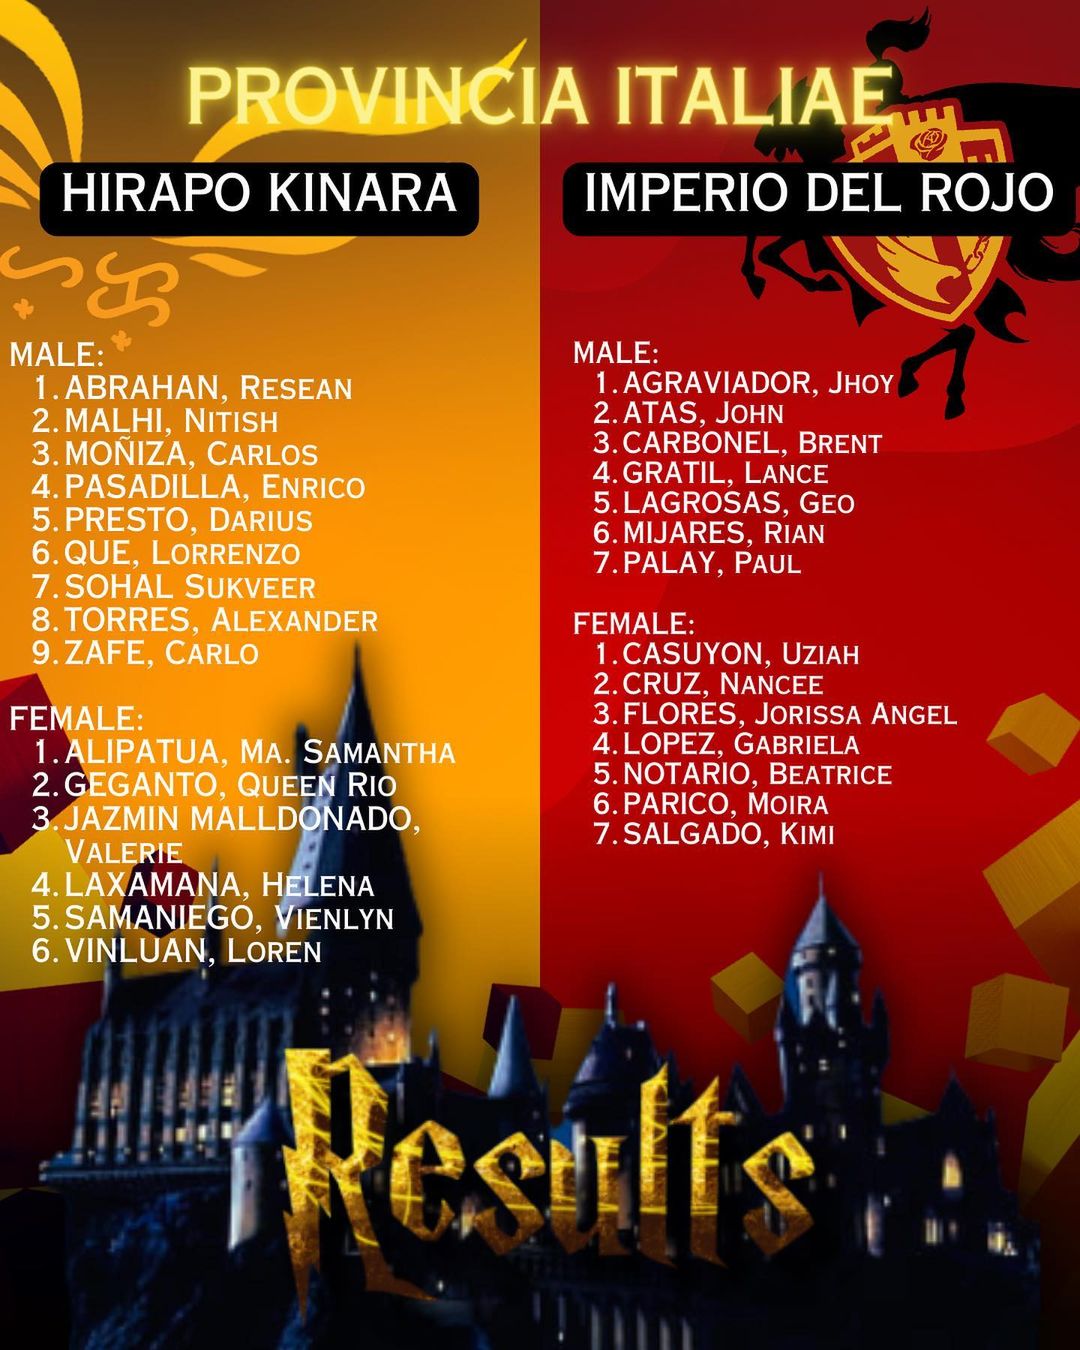 PROVINCIA ITALIAE
HIRAPO KINARA
MALE:
1. ABRAHAN, RESEAN
2. MALHI, NITISH
3. MOÑIZA, CARLOS
4. PASADILLA, ENRICO
5. PRESTO, DARIUS
6. QUE, LORRENZO
7. SOHAL SUKVEER
8. TORRES, ALEXANDER
9. ZAFE, CARLO
FEMALE:
1. ALIPATUA, MA. SAMANTHA
2. GEGANTO, QUEEN RIO
3. JAZMIN MALLDONADO,
VALERIE
4. LAXAMANA, HELENA
5. SAMANIEGO, VIENLYN
6. VINLUAN, LOREN
IMPERIO DEL ROJO
MALE:
1. AGRAVIADOR, JHOY
2. ATAS, JOHN
3. CARBONEL, BRENT
4. GRATIL, LANCE
5. LAGROSAS, GEO
6. MIJARES, RIAN
7. PALAY, PAUL
FEMALE:
1. CASUYON, UZIAH
2. CRUZ, NANCEE
3. FLORES, JORISSA ANGEL
4. LOPEZ, GABRIELA
5. NOTARIO, BEATRICE
6. PARICO, MOIRA
7. SALGADO, KIMI
Results